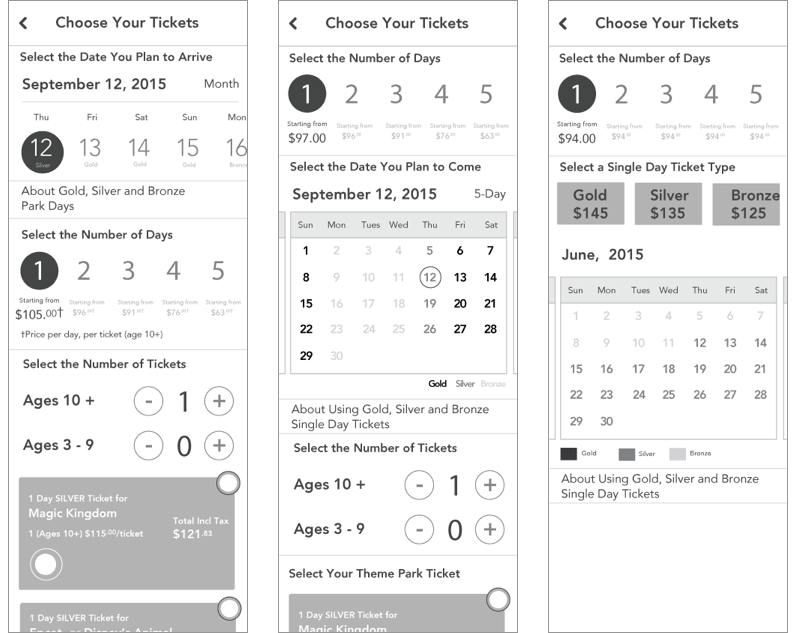 Choose Your Tickets
Select the Date You Plan to Arrive
September 12, 2015 Month
Thu Fri Sat Sun Mon
12 13 14 15 16
Silver Gold Gold Gold Bronze
About Gold, Silver and Bronze
Park Days
Select the Number of Days
1 2 3 4 5
Starting from Starting from Starting from Starting from Starting from
$105.00† $96 $91 $76 $63
†Price per day, per ticket (age 10+)
Select the Number of Tickets
Ages 10 + - 1 +
Ages 3 - 9 - 0 +
1 Day SILVER Ticket for
Magic Kingdom
1 (Ages 10+) $115.00/ticket
Total Incl Tax
$121.83
1 Day SILVER Ticket for
Epcot, or Disney's Animal
Choose Your Tickets
Select the Number of Days
1 2 3 4 5
Starting from Starting from Starting from Starting from Starting from
$97.00 $96 $91 $76 $63
Select the Date You Plan to Come
September 12, 2015 5-Day
Sun Mon Tues Wed Thu Fri Sat
1 2 3 4 5 6 7
8 9 10 11 12 13 14
15 16 17 18 19 20 21
22 23 24 25 26 27 28
29 30
Gold Silver Bronze
About Using Gold, Silver and Bronze
Single Day Tickets
Select the Number of Tickets
Ages 10 + - 1 +
Ages 3 - 9 - 0 +
Select Your Theme Park Ticket
1 Day SILVER Ticket for
Magic Kingdom
Choose Your Tickets
Select the Number of Days
1 2 3 4 5
Starting from Starting from Starting from Starting from Starting from
$94.00 $94 $94 $94 $94
Select a Single Day Ticket Type
Gold Silver Bronze
$145 $135 $125
June, 2015
Sun Mon Tues Wed Thu Fri Sat
1 2 3 4 5 6 7
8 9 10 11 12 13 14
15 16 17 18 19 20 21
22 23 24 25 26 27 28
29 30
Gold Silver Bronze
About Using Gold, Silver and Bronze
Single Day Tickets